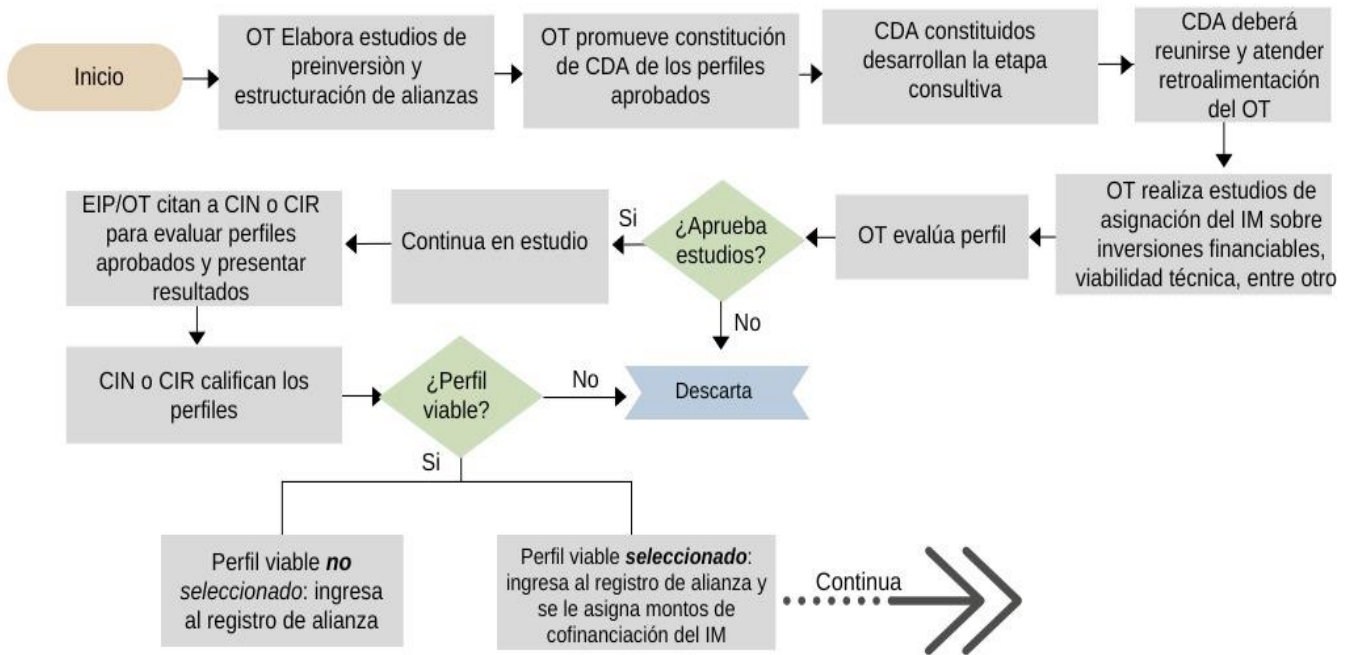 Inicio
OT Elabora estudios de
preinversiòn y
estructuración de alianzas
OT promueve constitución
de CDA de los perfiles
aprobados
CDA constituidos
desarrollan la etapa
consultiva
CDA deberá
reunirse y atender
retroalimentación
del OT
OT realiza estudios de
asignación del IM sobre
inversiones financiables,
viabilidad técnica, entre otro
OT evalúa perfil
¿Aprueba
estudios?
Si
No
Continua en estudio
EIP/OT citan a CIN o CIR
para evaluar perfiles
aprobados y presentar
resultados
CIN o CIR califican los
perfiles
¿Perfil
viable?
No
Descarta
Si
Perfil viable no
seleccionado: ingresa
al registro de alianza
Perfil viable seleccionado:
ingresa al registro de alianza y
se le asigna montos de
cofinanciación del IM
Continua